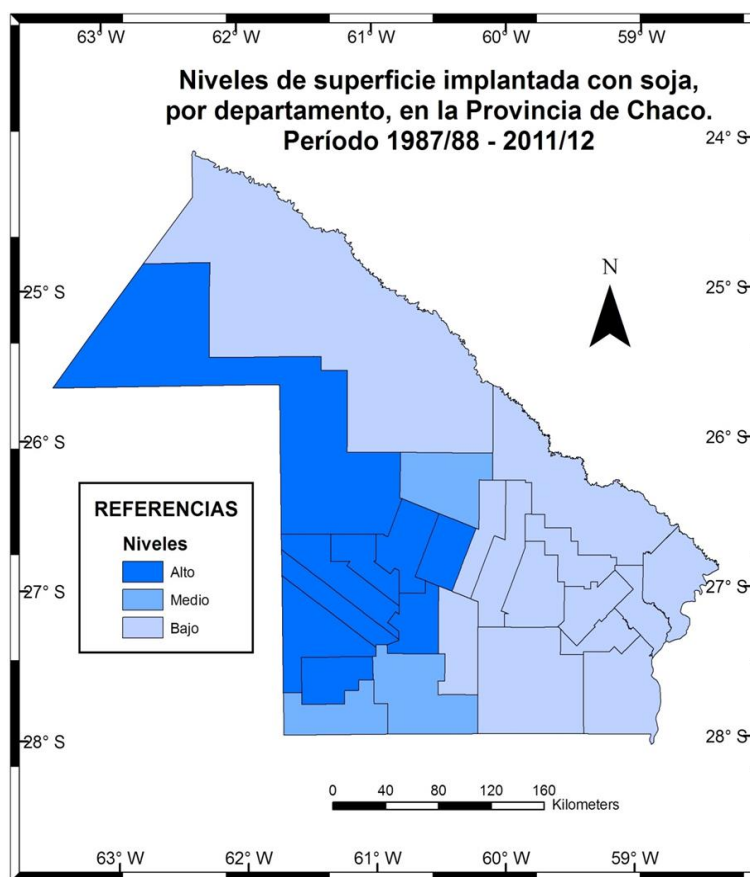 63° W 62° W 61° W 60° W 59° W
Niveles de superficie implantada con soja,
por departamento, en la Provincia de Chaco.
Período 1987/88 - 2011/12
24° S
N
25° S 25° S
26° S 26° S
REFERENCIAS
Niveles
Alto
Medio
Bajo
27° S 27° S
28° S 28° S
0 40 80 120 160
Kilometers
63° W 62° W 61° W 60° W 59° W